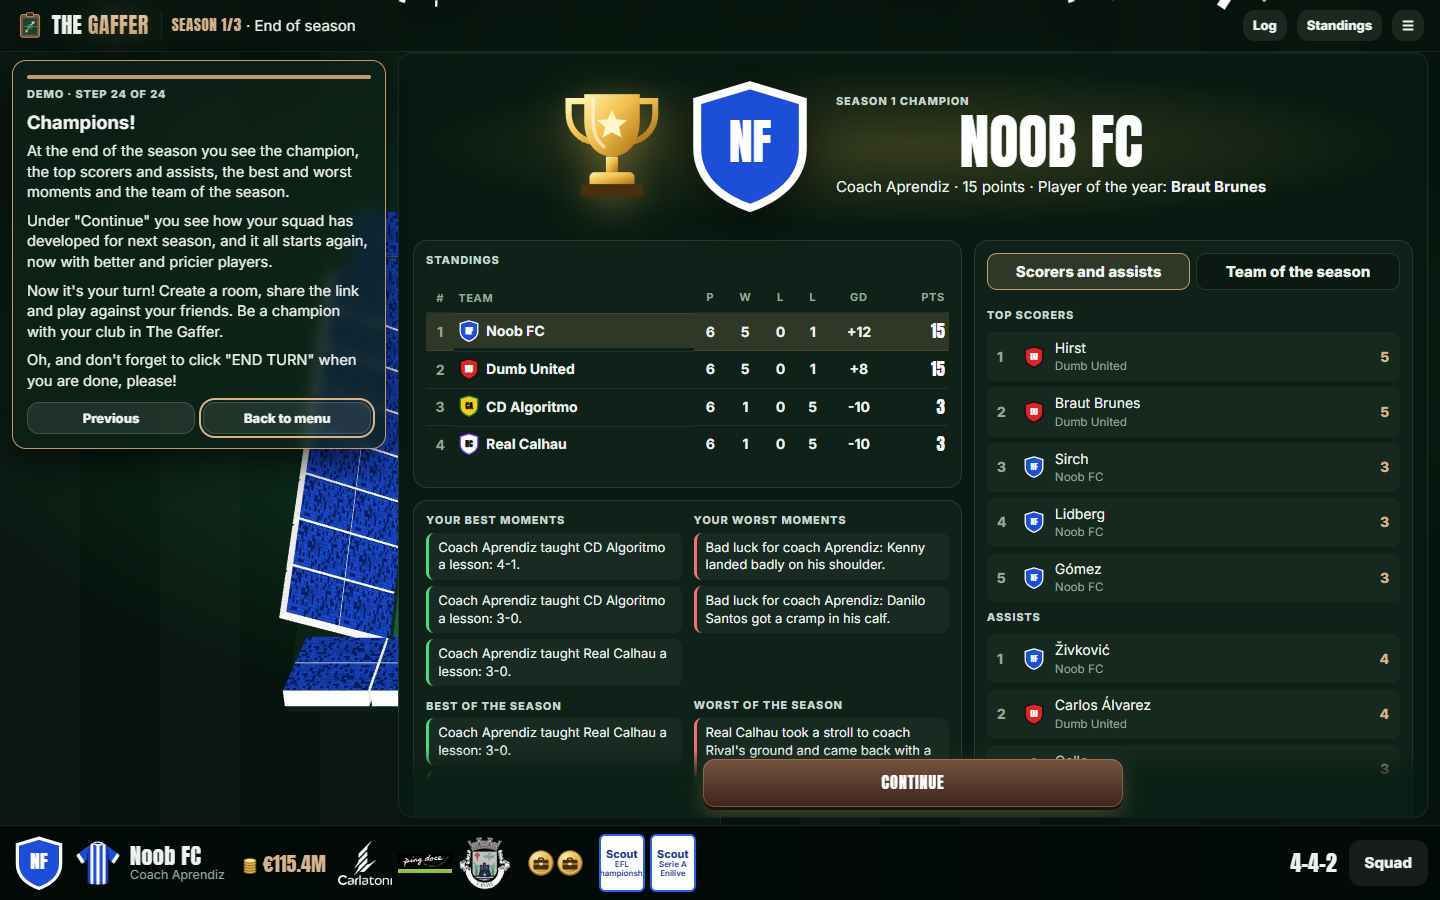 THE GAFFER
SEASON 1/3 · End of season
Log
Standings
DEMO · STEP 24 OF 24
Champions!
At the end of the season you see the champion,
the top scorers and assists, the best and worst
moments and the team of the season.
Under "Continue" you see how your squad has
developed for next season, and it all starts again,
now with better and pricier players.
Now it's your turn! Create a room, share the link
and play against your friends. Be a champion
with your club in The Gaffer.
Oh, and don't forget to click "END TURN" when
you are done, please!
Previous
Back to menu
NF
SEASON 1 CHAMPION
NOOB FC
Coach Aprendiz · 15 points · Player of the year: Braut Brunes
STANDINGS
# TEAM P W L L GD PTS
1 NF Noob FC 6 5 0 1 +12 15
2 DU Dumb United 6 5 0 1 +8 15
3 CA CD Algoritmo 6 1 0 5 -10 3
4 RC Real Calhau 6 1 0 5 -10 3
YOUR BEST MOMENTS
Coach Aprendiz taught CD Algoritmo
a lesson: 4-1.
Coach Aprendiz taught CD Algoritmo
a lesson: 3-0.
Coach Aprendiz taught Real Calhau a
lesson: 3-0.
YOUR WORST MOMENTS
Bad luck for coach Aprendiz: Kenny
landed badly on his shoulder.
Bad luck for coach Aprendiz: Danilo
Santos got a cramp in his calf.
BEST OF THE SEASON
Coach Aprendiz taught Real Calhau a
lesson: 3-0.
WORST OF THE SEASON
Real Calhau took a stroll to coach
Rival's ground and came back with a
Scorers and assists
Team of the season
TOP SCORERS
1 DU Hirst 5
Dumb United
2 DU Braut Brunes 5
Dumb United
3 NF Sirch 3
Noob FC
4 NF Lidberg 3
Noob FC
5 NF Gómez 3
Noob FC
ASSISTS
1 NF Živković 4
Noob FC
2 DU Carlos Álvarez 4
Dumb United
3
CONTINUE
NF
Noob FC
Coach Aprendiz
€115.4M
Carlatoni
ping doce
Scout
EFL
hampionsh
Scout
Serie A
Enilive
4-4-2
Squad